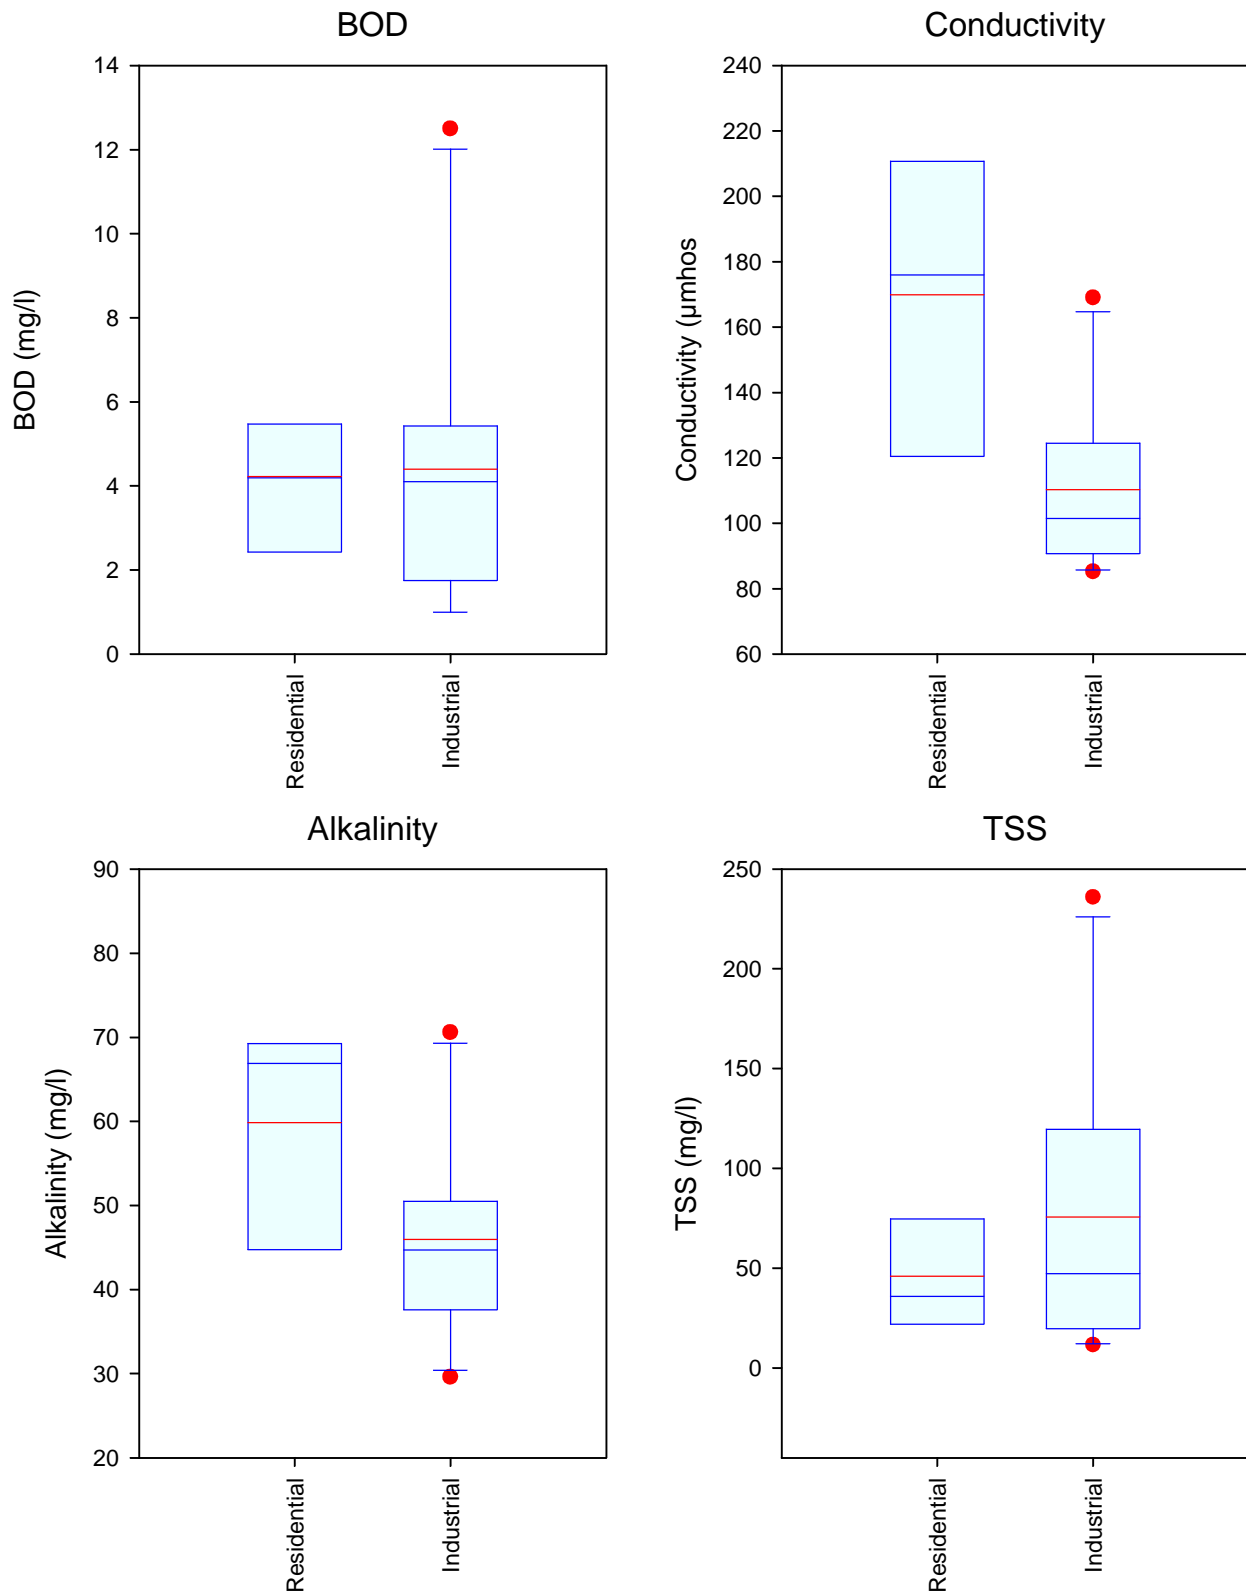 BOD
14
12
10
8
6
4
2
0
BOD (mg/l)
Residential
Industrial
Conductivity
240
220
200
180
160
140
120
100
80
60
Conductivity (µmhos
Residential
Industrial
Alkalinity
90
80
70
60
50
40
30
20
Alkalinity (mg/l)
Residential
Industrial
TSS
250
200
150
100
50
0
TSS (mg/l)
Residential
Industrial